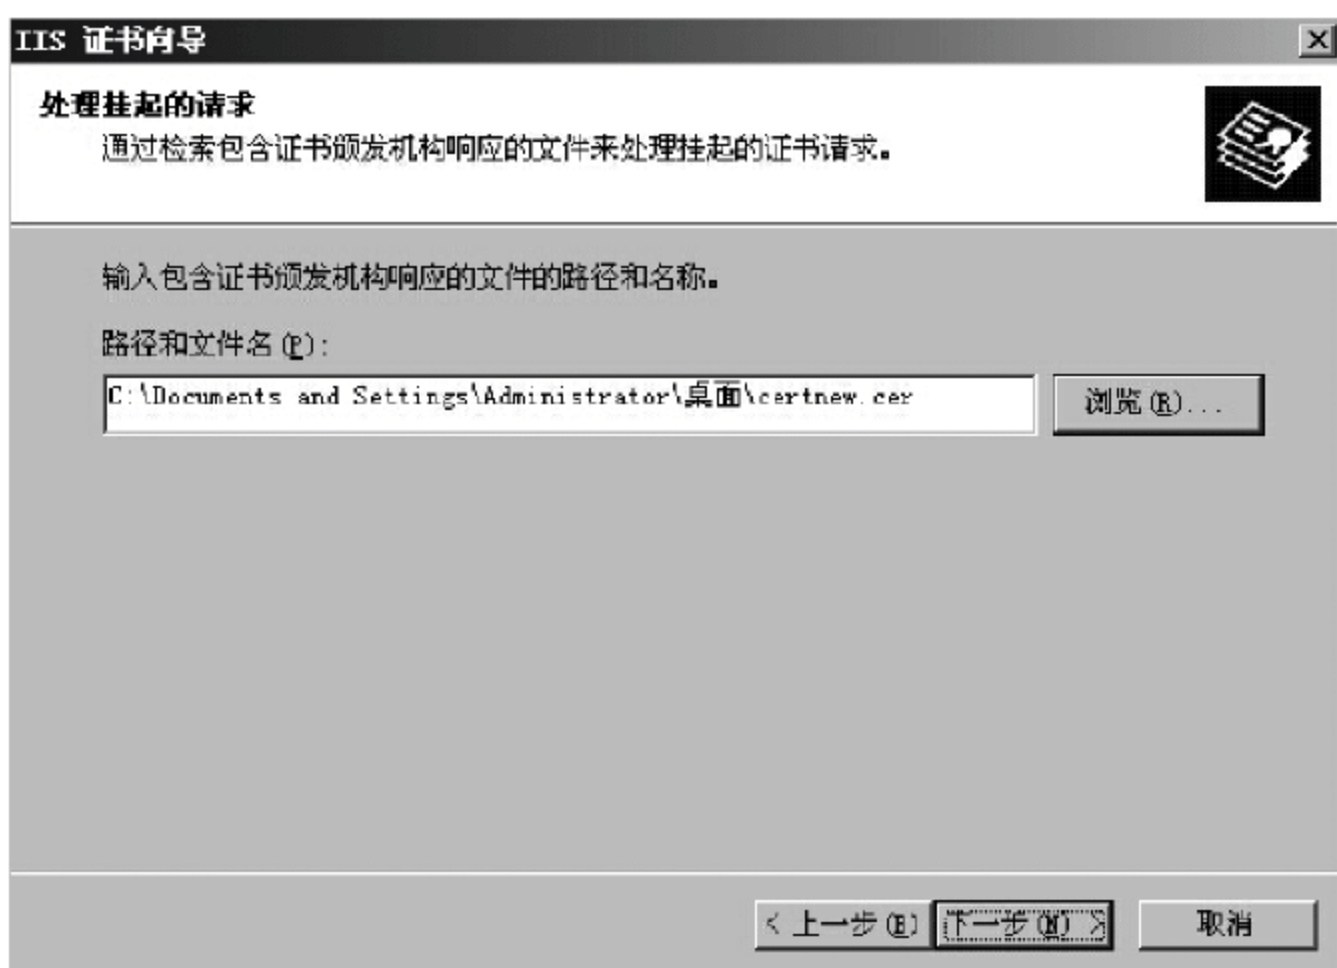 IIS 证书向导
处理挂起的请求
通过检索包含证书颁发机构响应的文件来处理挂起的证书请求。
输入包含证书颁发机构响应的文件的路径和名称。
路径和文件名(P):
C:\Documents and Settings\Administrator\桌面\certnew.cer
浏览(R)...
< 上一步(B) 下一步(N) > 取消